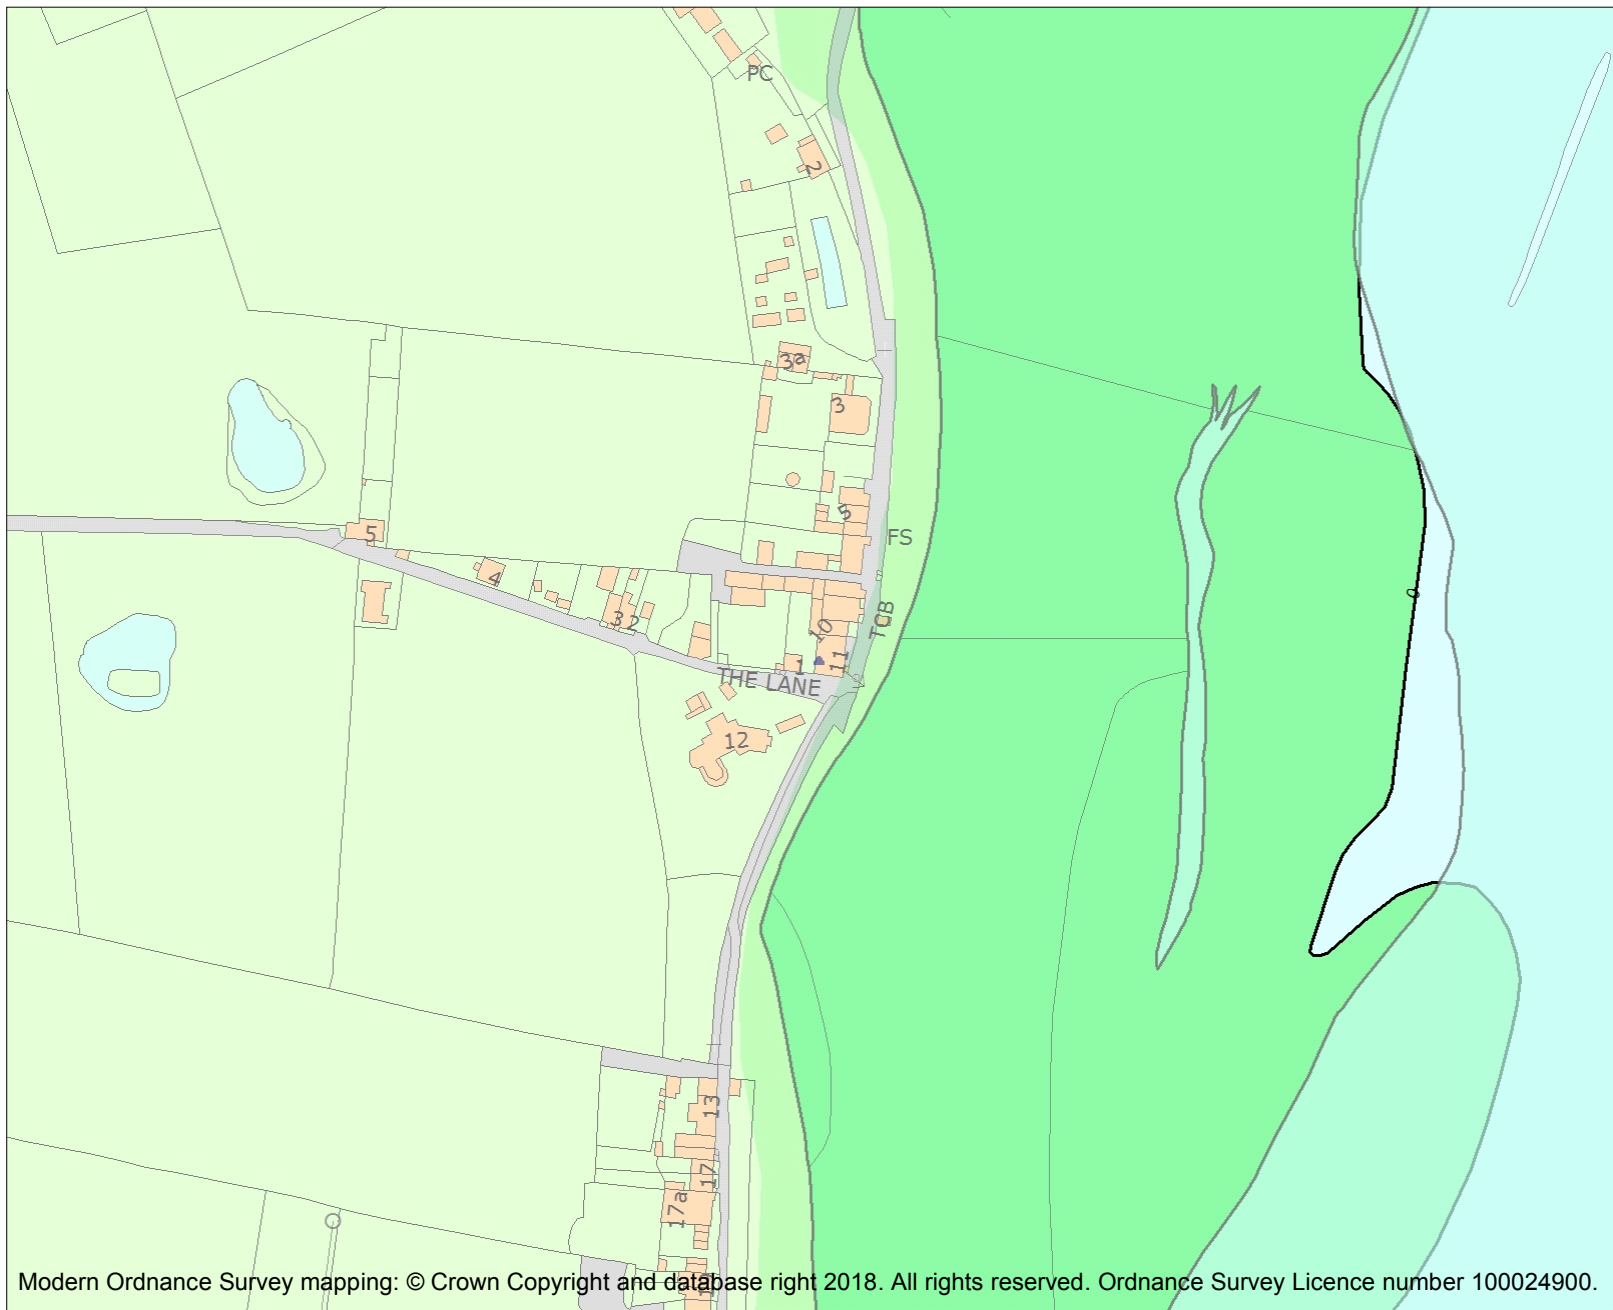 PC
2
3a
3
5
FS
5
4
3 2
TCB
10
11
1
THE LANE
12
13
17
17a
Modern Ordnance Survey mapping: © Crown Copyright and database right 2018. All rights reserved. Ordnance Survey Licence number 100024900.